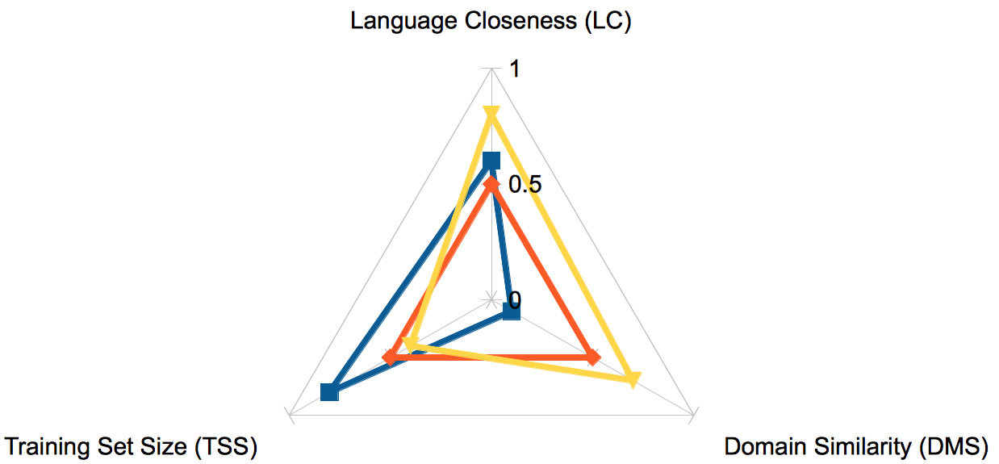 Language Closeness (LC)
1
0.5
0
Training Set Size (TSS)
Domain Similarity (DMS)